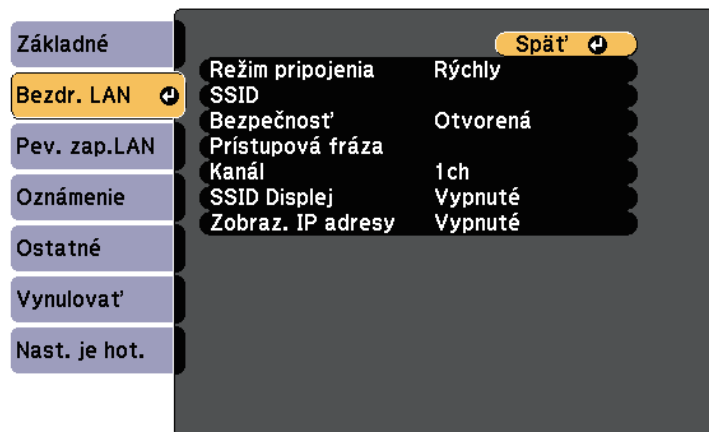 Základné
Bezdr. LAN
Pev. zap.LAN
Oznámenie
Ostatné
Vynulovať
Nast. je hot.
Späť
Režim pripojenia Rýchly
SSID
Bezpečnosť Otvorená
Prístupová fráza
Kanál 1ch
SSID Displej Vypnuté
Zobraz. IP adresy Vypnuté